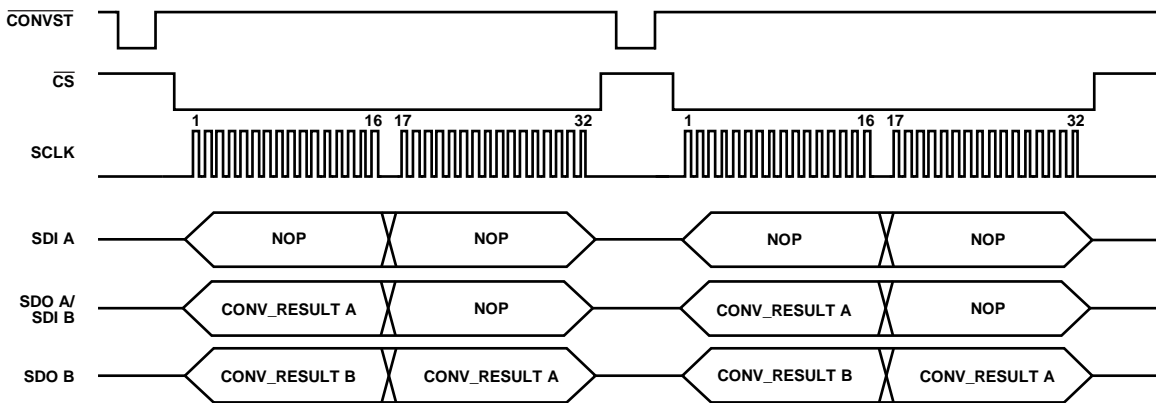 CONVST
CS
1 16 17 32 1 16 17 32
SCLK
SDI A NOP NOP NOP NOP
SDO A/
SDI B CONV_RESULT A NOP CONV_RESULT A NOP
SDO B CONV_RESULT B CONV_RESULT A CONV_RESULT B CONV_RESULT A